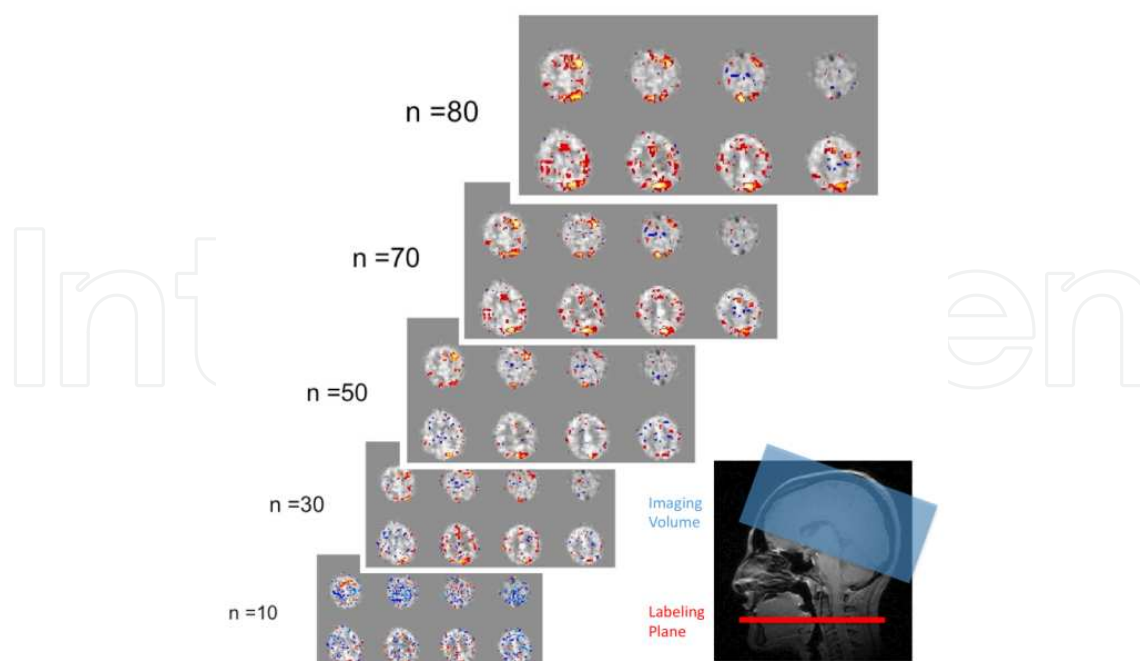 n =80
n =70
n =50
n =30
n =10
Imaging
Volume
Labeling
Plane